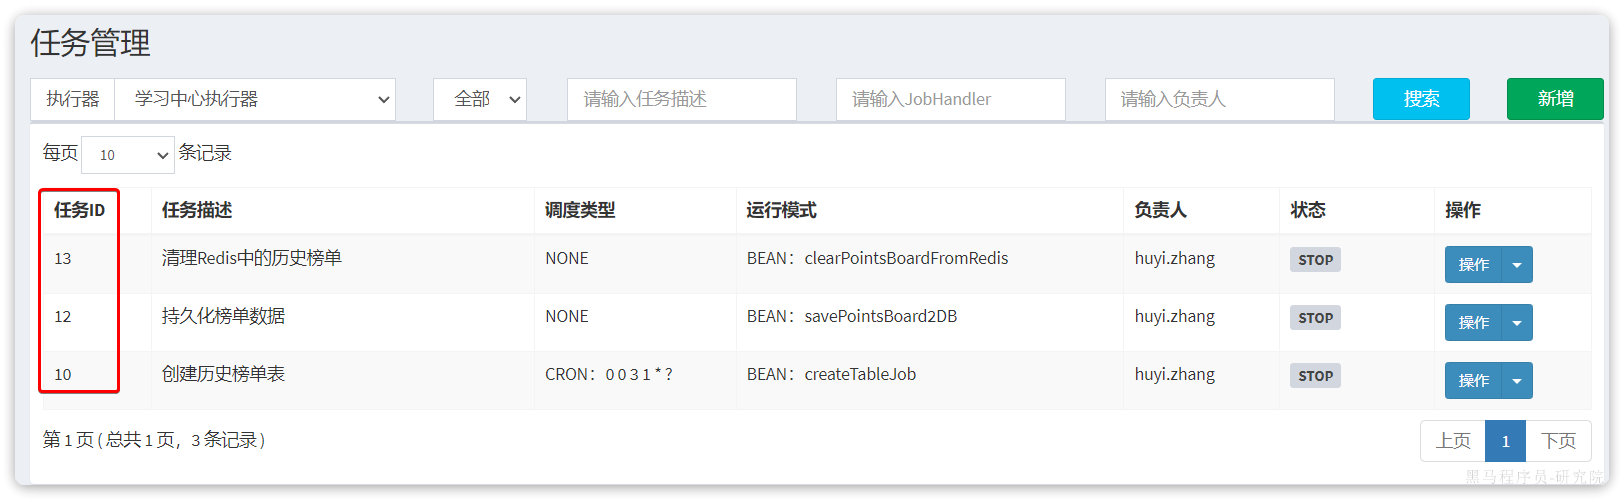 任务管理
执行器 学习中心执行器 全部 请输入任务描述 请输入JobHandler 请输入负责人 搜索 新增
每页 10 条记录
任务ID 任务描述 调度类型 运行模式 负责人 状态 操作
13 清理Redis中的历史榜单 NONE BEAN：clearPointsBoardFromRedis huyi.zhang STOP 操作
12 持久化榜单数据 NONE BEAN：savePointsBoard2DB huyi.zhang STOP 操作
10 创建历史榜单表 CRON：0 0 3 1 * ? BEAN：createTableJob huyi.zhang STOP 操作
第 1 页 ( 总共 1 页，3 条记录 ) 上页 1 下页
黑马程序员-研究院